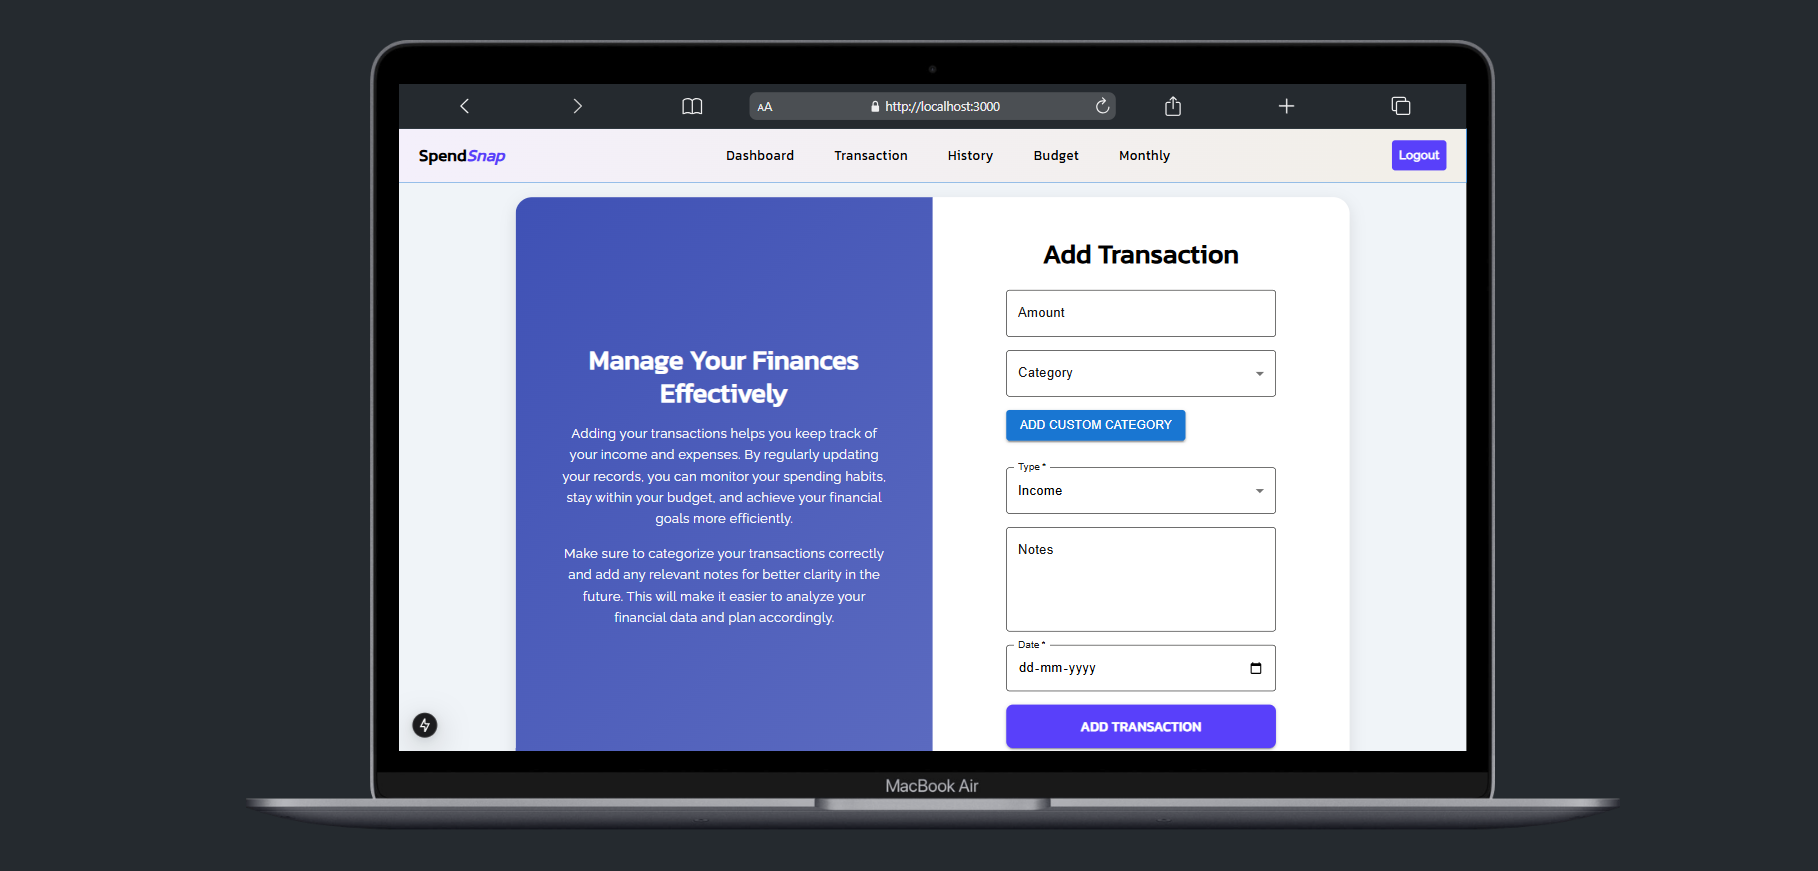 AA
http://localhost:3000
SpendSnap
Dashboard
Transaction
History
Budget
Monthly
Logout
Manage Your Finances
Effectively
Adding your transactions helps you keep track of
your income and expenses. By regularly updating
your records, you can monitor your spending habits,
stay within your budget, and achieve your financial
goals more efficiently.
Make sure to categorize your transactions correctly
and add any relevant notes for better clarity in the
future. This will make it easier to analyze your
financial data and plan accordingly.
Add Transaction
Amount
Category
ADD CUSTOM CATEGORY
Type *
Income
Notes
Date *
dd-mm-yyyy
ADD TRANSACTION
MacBook Air